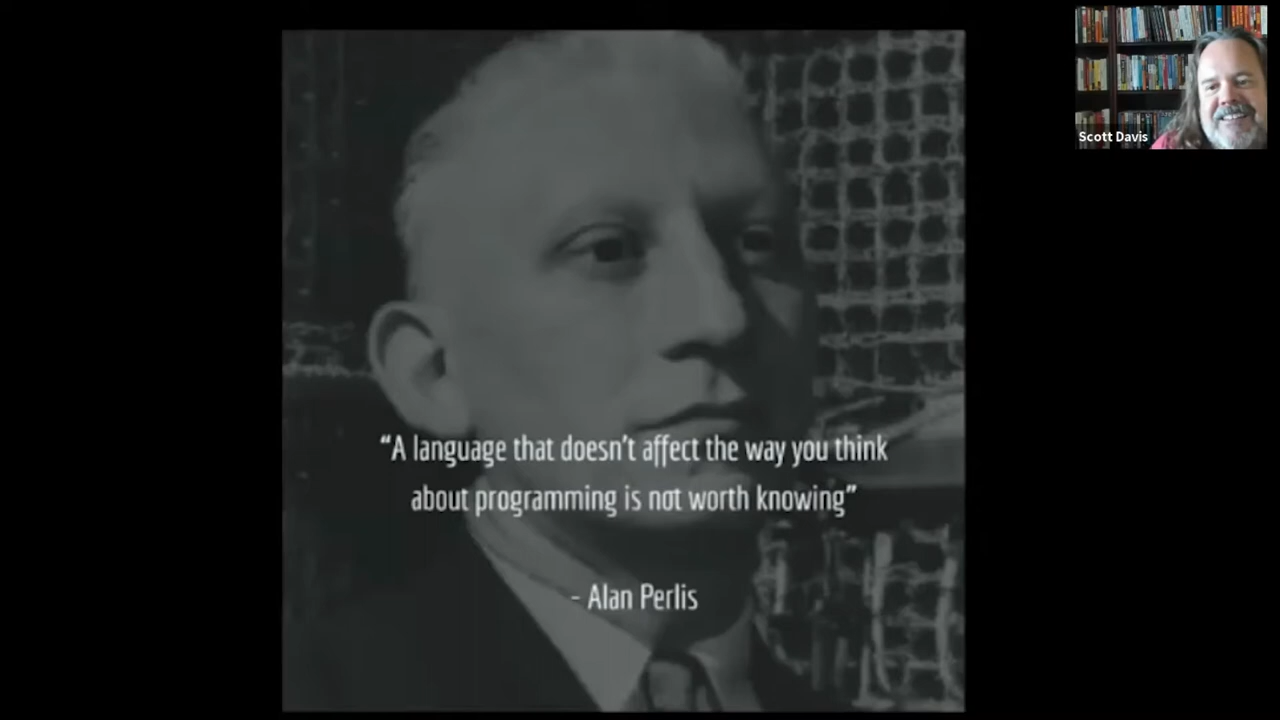 Scott Davis
“A language that doesn’t affect the way you think
about programming is not worth knowing”
- Alan Perlis